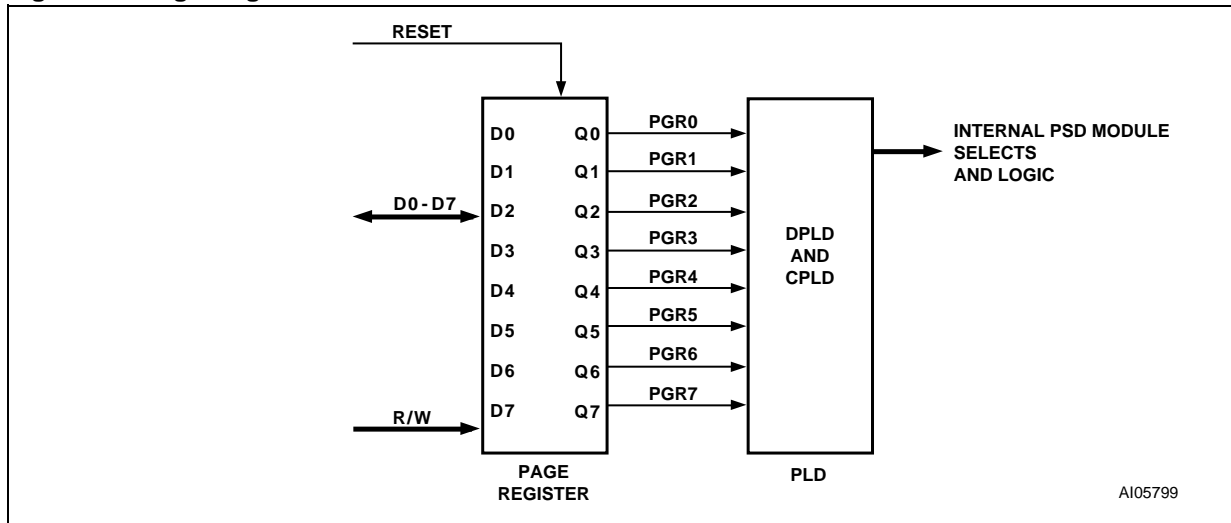 RESET
D0 Q0 PGR0
D1 Q1 PGR1
D0-D7 D2 Q2 PGR2
D3 Q3 PGR3
D4 Q4 PGR4
D5 Q5 PGR5
D6 Q6 PGR6
D7 Q7 PGR7
R/W
PAGE
REGISTER
DPLD
AND
CPLD
PLD
INTERNAL PSD MODULE
SELECTS
AND LOGIC
AI05799